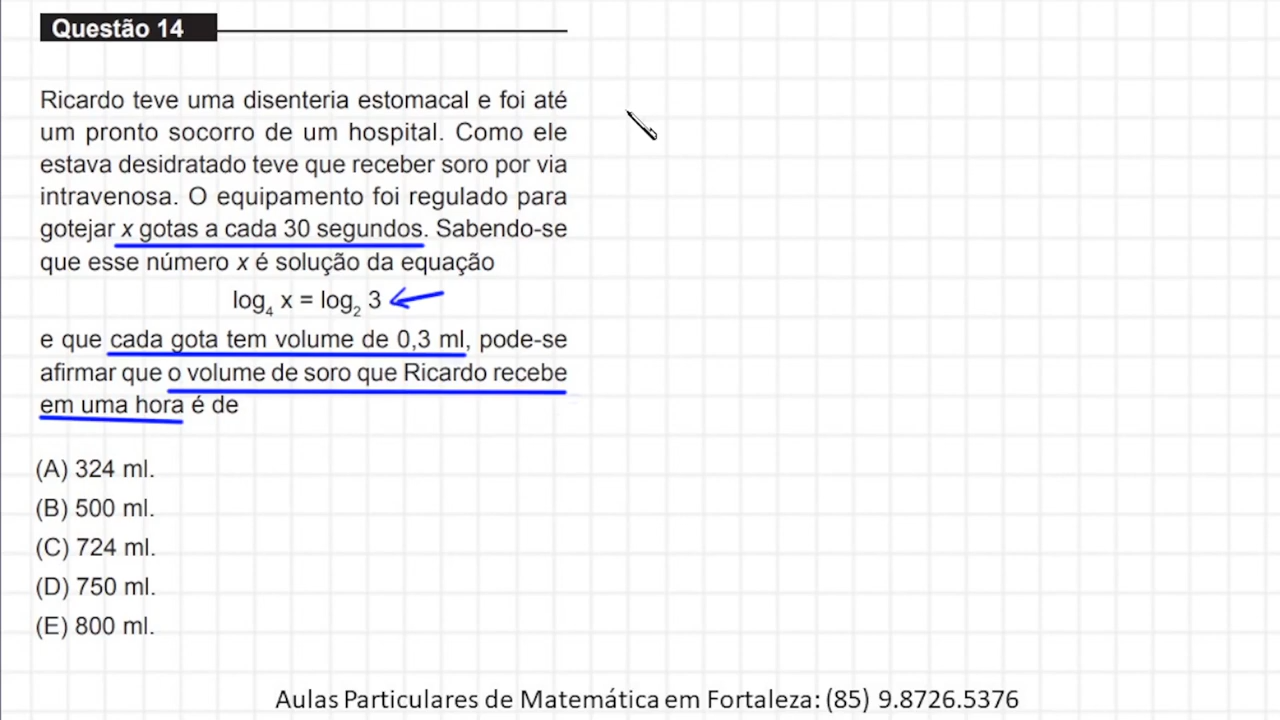 Questão 14
Ricardo teve uma disenteria estomacal e foi até
um pronto socorro de um hospital. Como ele
estava desidratado teve que receber soro por via
intravenosa. O equipamento foi regulado para
gotejar x gotas a cada 30 segundos. Sabendo-se
que esse número x é solução da equação
log₄ x = log₂ 3
e que cada gota tem volume de 0,3 ml, pode-se
afirmar que o volume de soro que Ricardo recebe
em uma hora é de
(A) 324 ml.
(B) 500 ml.
(C) 724 ml.
(D) 750 ml.
(E) 800 ml.
Aulas Particulares de Matemática em Fortaleza: (85) 9.8726.5376